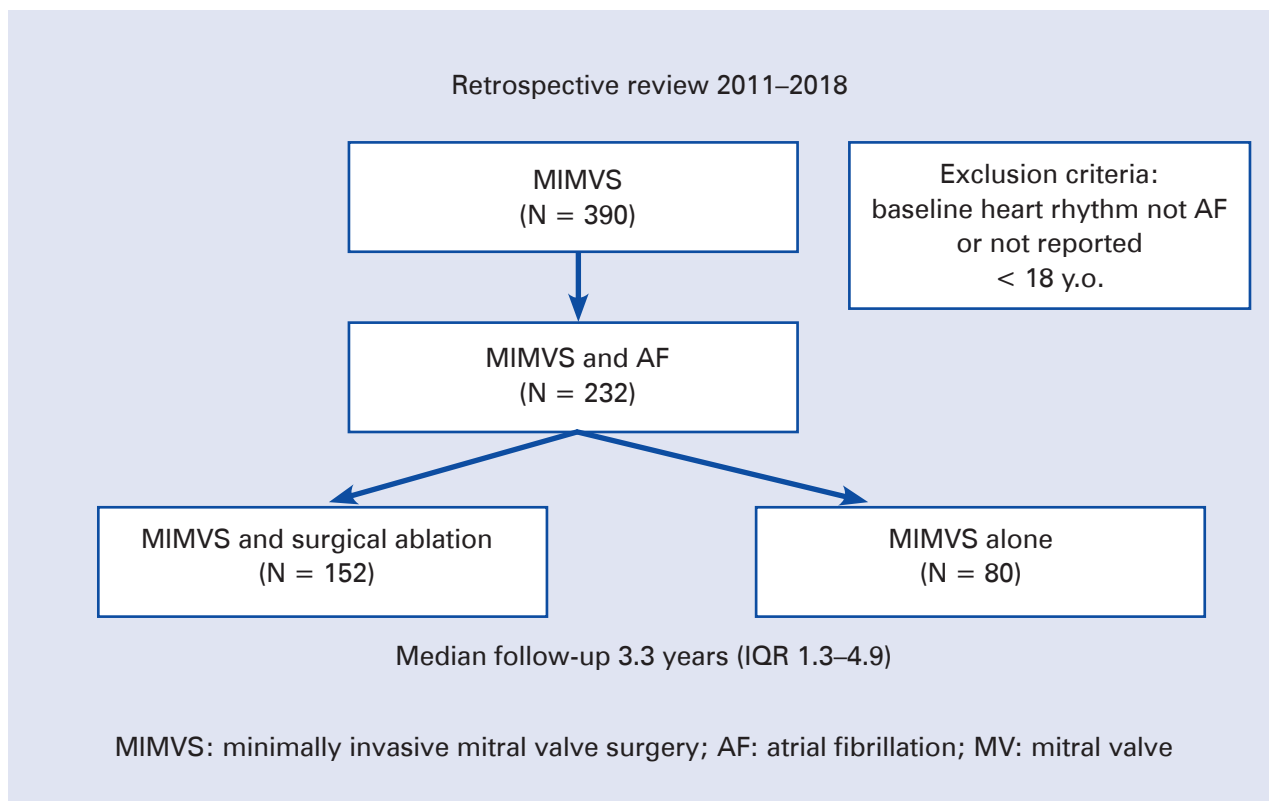 Retrospective review 2011–2018
MIMVS
(N = 390)
Exclusion criteria:
baseline heart rhythm not AF
or not reported
< 18 y.o.
MIMVS and AF
(N = 232)
MIMVS and surgical ablation
(N = 152)
MIMVS alone
(N = 80)
Median follow-up 3.3 years (IQR 1.3–4.9)
MIMVS: minimally invasive mitral valve surgery; AF: atrial fibrillation; MV: mitral valve